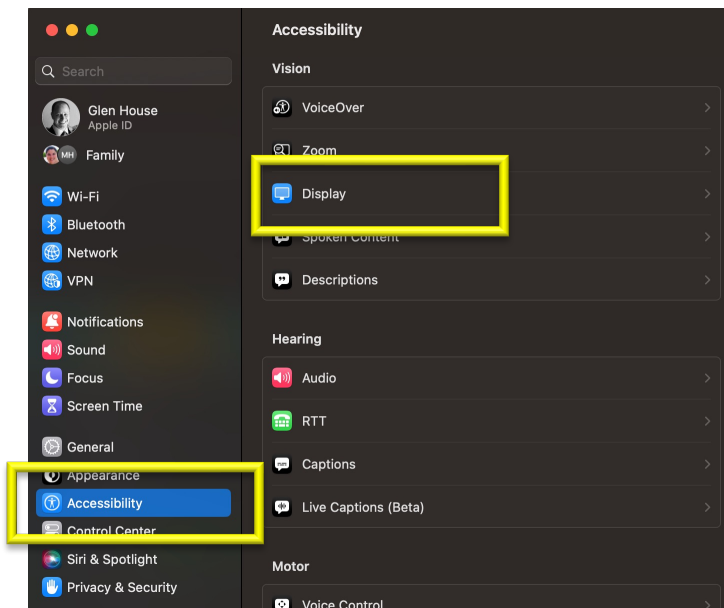 Search
Glen House
Apple ID
MH
Family
Wi-Fi
Bluetooth
Network
VPN
Notifications
Sound
Focus
Screen Time
General
Appearance
Accessibility
Control Center
Siri & Spotlight
Privacy & Security
Accessibility
Vision
VoiceOver
Zoom
Display
Spoken Content
Descriptions
Hearing
Audio
RTT
Captions
Live Captions (Beta)
Motor
Voice Control